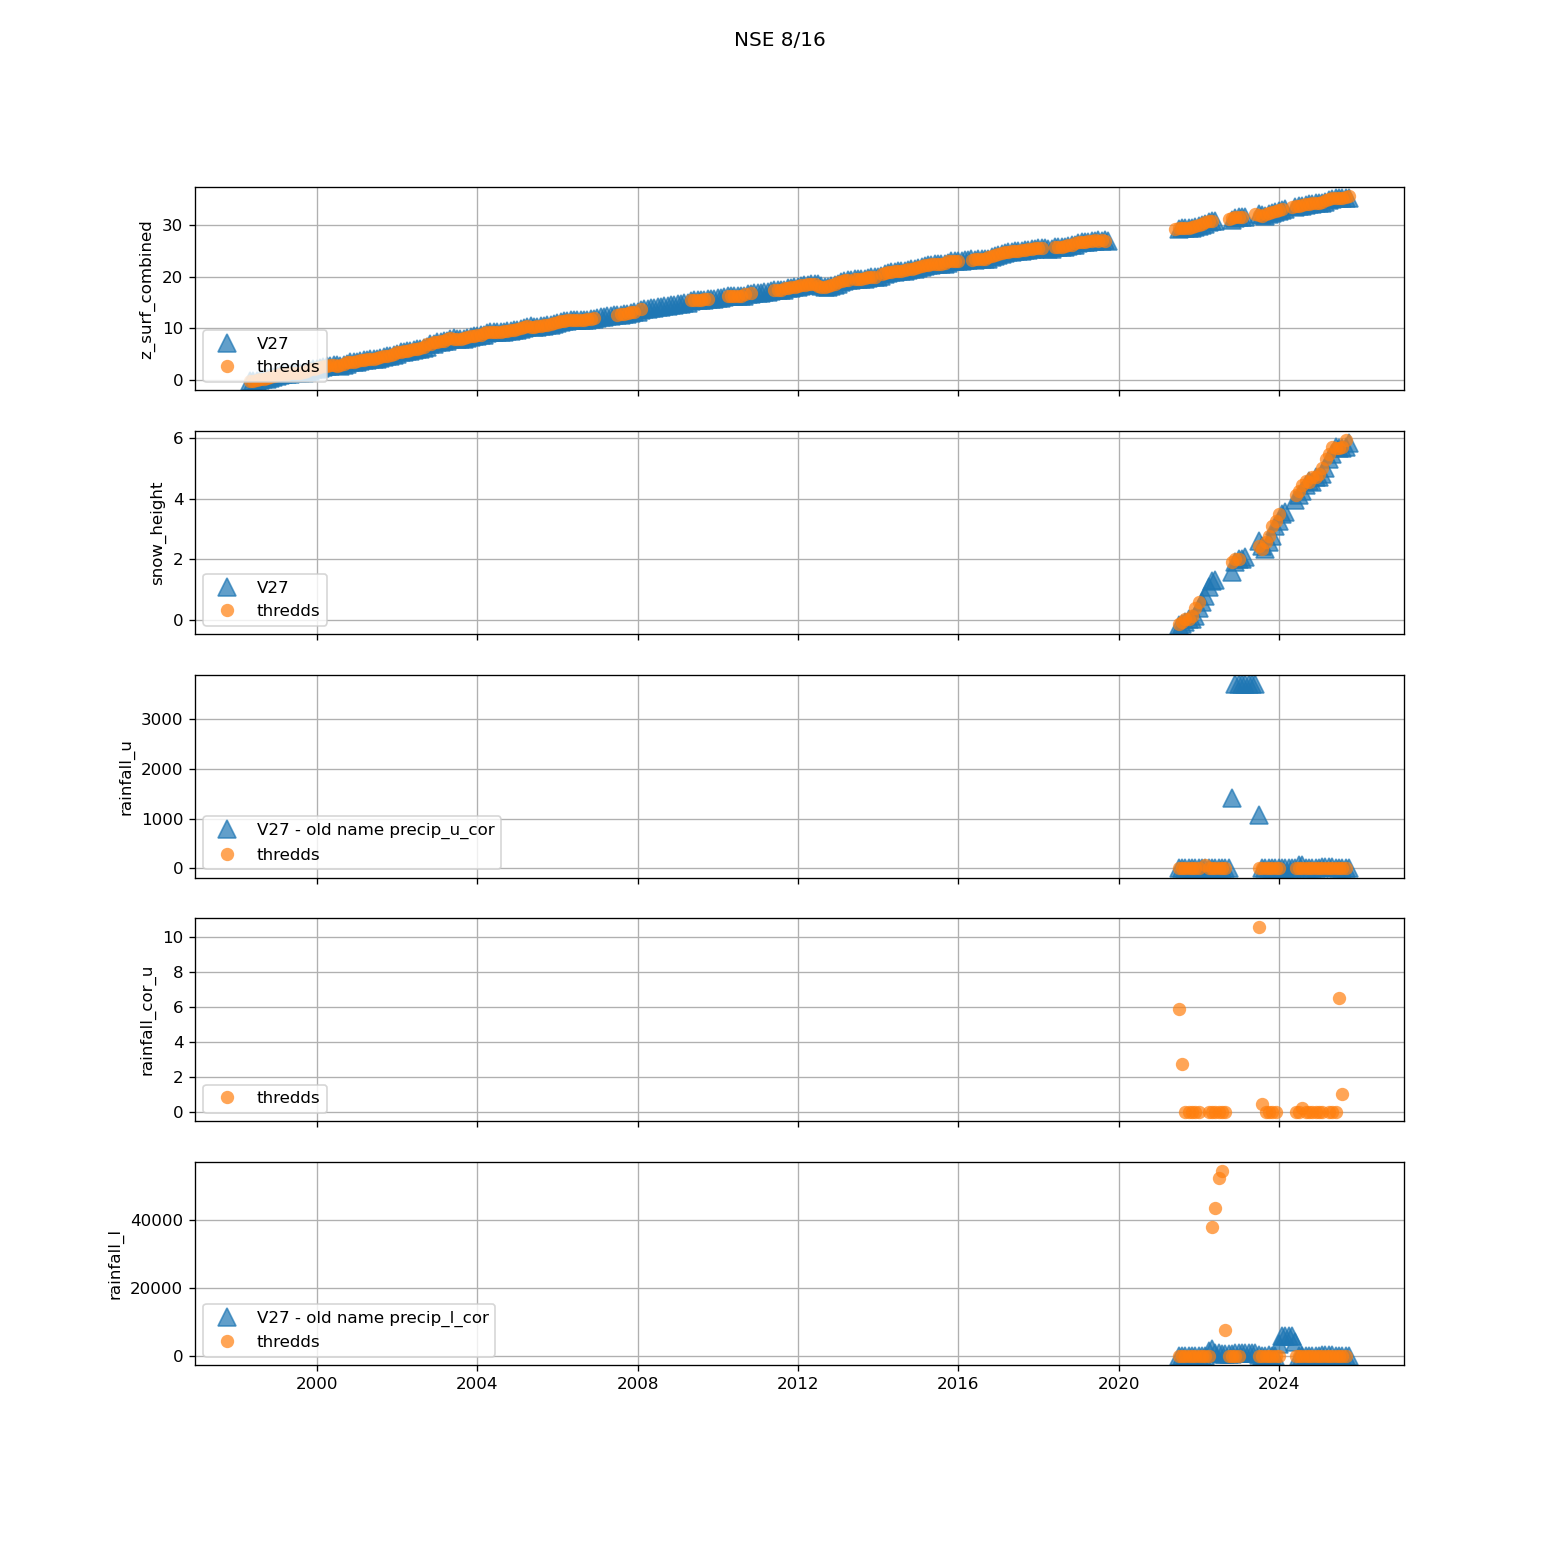 NSE 8/16
z_surf_combined
30
20
10
0
V27
thredds
snow_height
6
4
2
0
V27
thredds
rainfall_u
3000
2000
1000
0
V27 - old name precip_u_cor
thredds
rainfall_cor_u
10
8
6
4
2
0
thredds
rainfall_l
40000
20000
0
V27 - old name precip_l_cor
thredds
2000 2004 2008 2012 2016 2020 2024